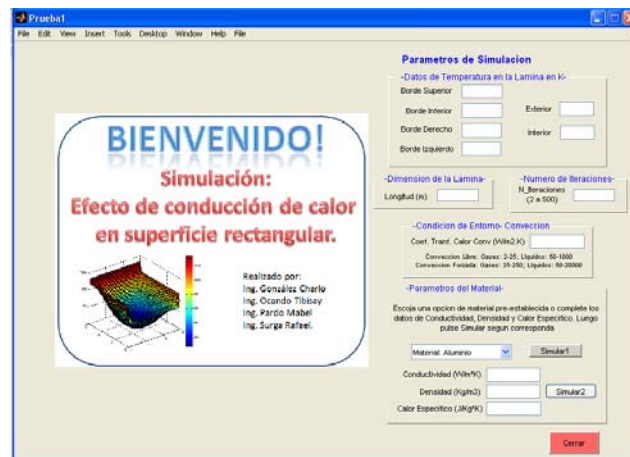 Prueba1
File Edit View Insert Tools Desktop Window Help File
BIENVENIDO!
Simulación:
Efecto de conducción de calor
en superficie rectangular.
Realizado por:
Ing. González Charlo
Ing. Ocando Tibisay
Ing. Pardo Mabel
Ing. Surga Rafael.
Parametros de Simulacion
-Datos de Temperatura en la Lamina en K-
Borde Superior
Borde Inferior
Exterior
Borde Derecho
Interior
Borde Izquierdo
-Dimension de la Lamina-
Longitud (m)
-Numero de Iteraciones-
N_Iteraciones
(2 a 500)
-Condicion de Entorno- Conveccion
Coef. Tranf. Calor Conv (W/m2.K)
Conveccion Libre: Gases: 2-25; Liquidos: 50-1000
Conveccion Forzada: Gases: 25-250; Liquidos: 50-20000
-Parametros del Material-
Escoja una opcion de material pre-establecida o complete los
datos de Conductividad, Densidad y Calor Especifico. Luego
pulse Simular segun corresponda
Material: Aluminio
Simular1
Conductividad (W/m*K)
Densidad (Kg/m3)
Simular2
Calor Especifico (J/Kg*K)
Cerrar